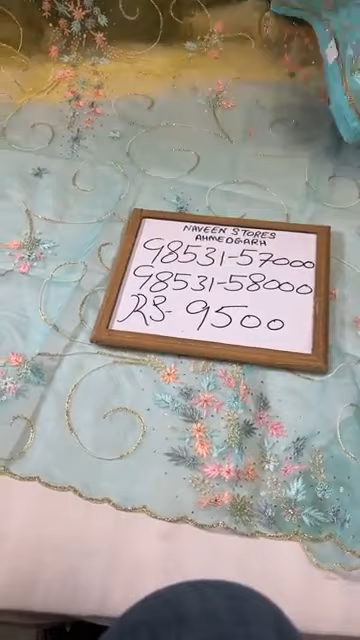 NAVEEN STORES
AHMEDGARH
98531-57000
98531-58000
RS- 9500